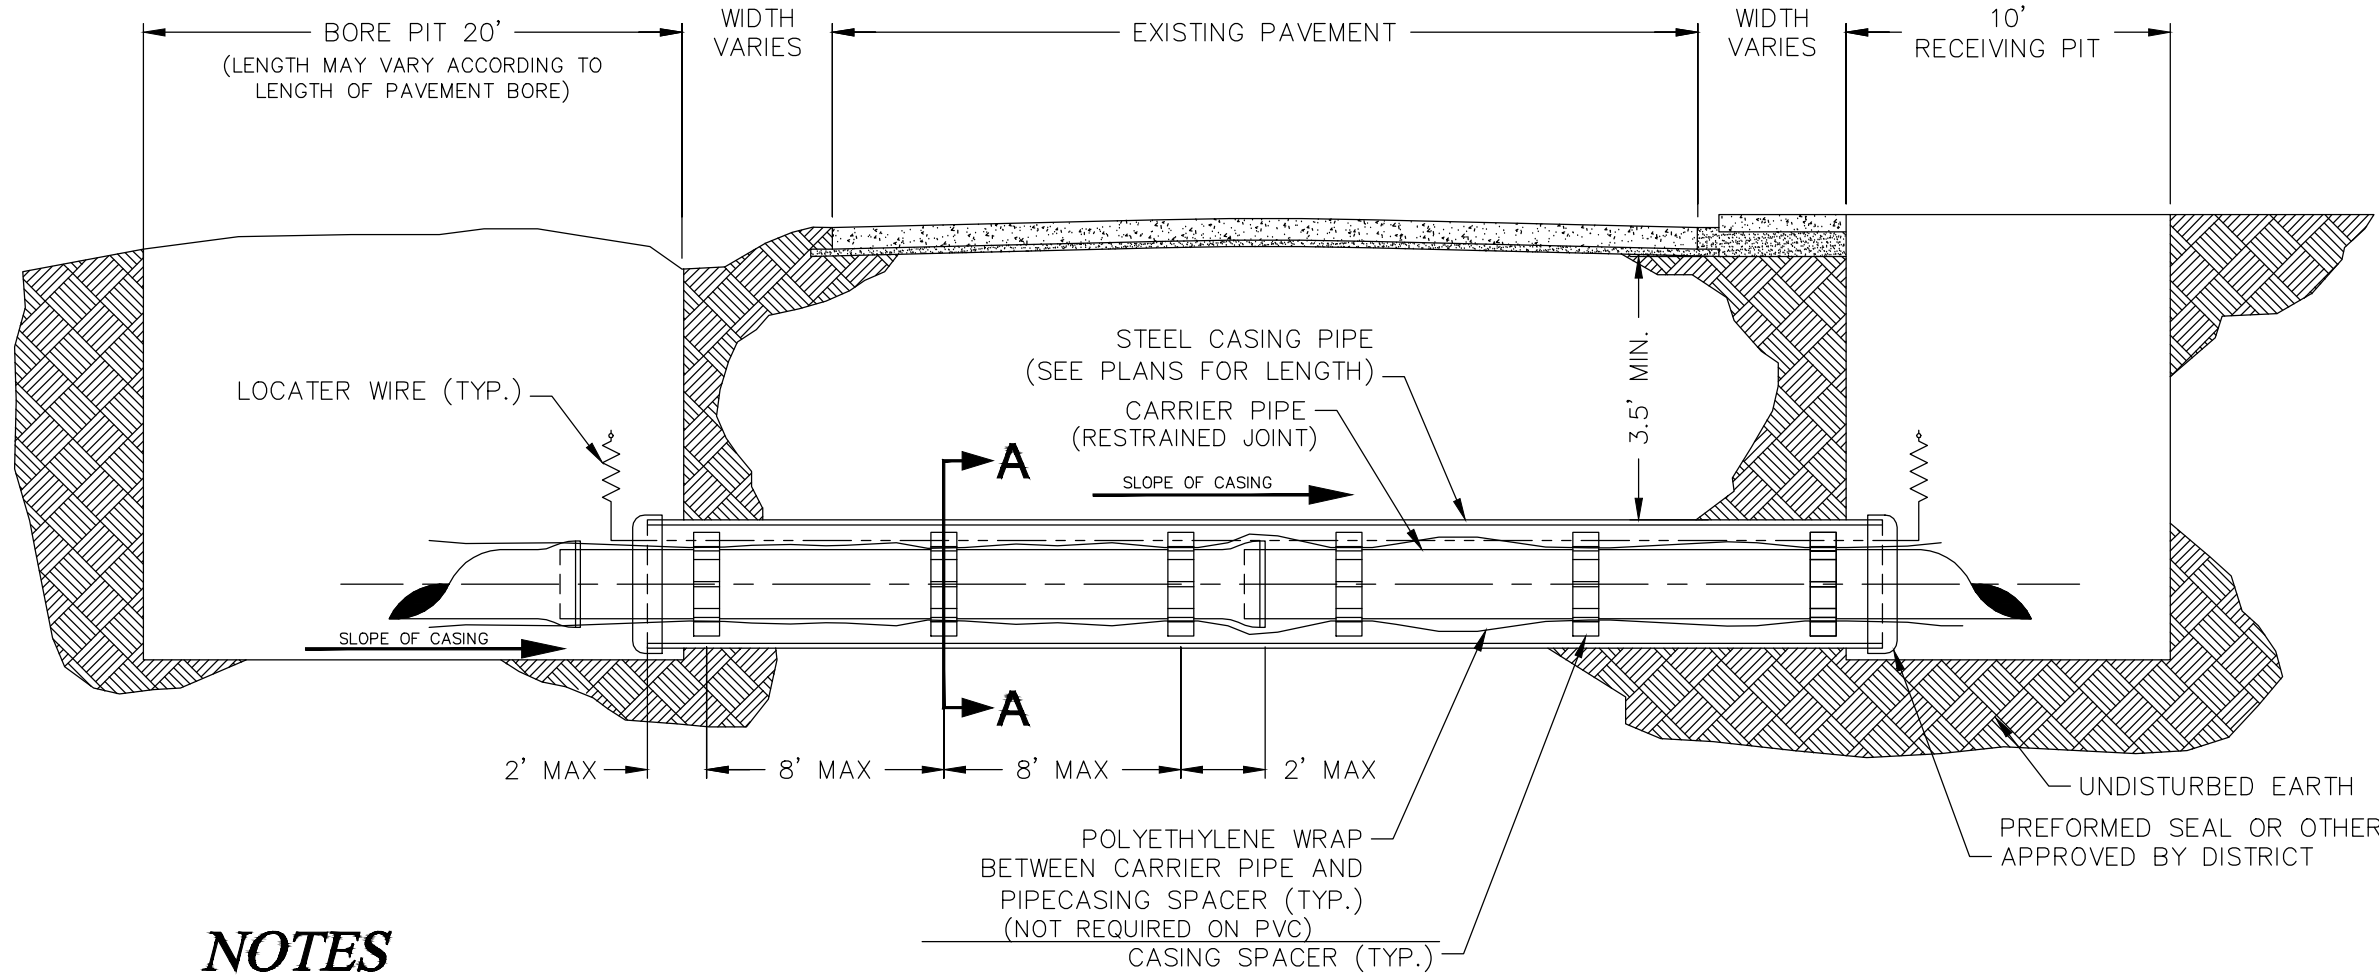 BORE PIT 20'
(LENGTH MAY VARY ACCORDING TO
LENGTH OF PAVEMENT BORE)
WIDTH
VARIES
EXISTING PAVEMENT
WIDTH
VARIES
10'
RECEIVING PIT
STEEL CASING PIPE
(SEE PLANS FOR LENGTH)
LOCATER WIRE (TYP.)
CARRIER PIPE
(RESTRAINED JOINT)
3.5' MIN.
A
SLOPE OF CASING
SLOPE OF CASING
A
2' MAX
8' MAX
8' MAX
2' MAX
UNDISTURBED EARTH
PREFORMED SEAL OR OTHER
APPROVED BY DISTRICT
POLYETHYLENE WRAP
BETWEEN CARRIER PIPE AND
PIPECASING SPACER (TYP.)
(NOT REQUIRED ON PVC)
CASING SPACER (TYP.)
NOTES